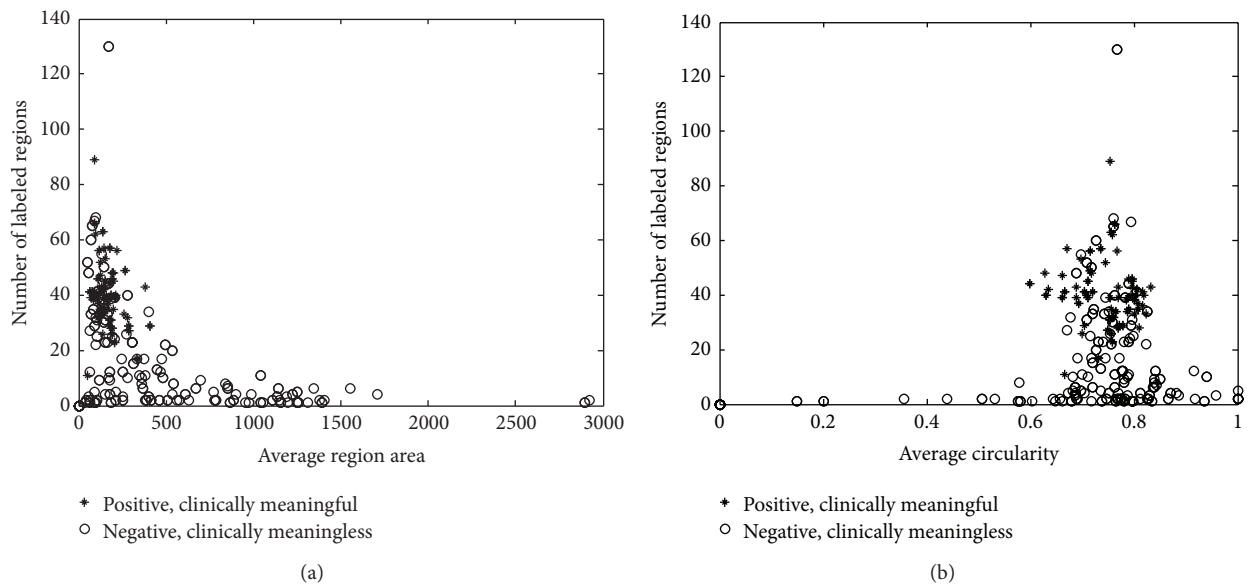 140
120
100
80
60
40
20
0
Number of labeled regions
0 500 1000 1500 2000 2500 3000
Average region area
Positive, clinically meaningful
Negative, clinically meaningless
(a)
140
120
100
80
60
40
20
0
Number of labeled regions
0 0.2 0.4 0.6 0.8 1
Average circularity
Positive, clinically meaningful
Negative, clinically meaningless
(b)